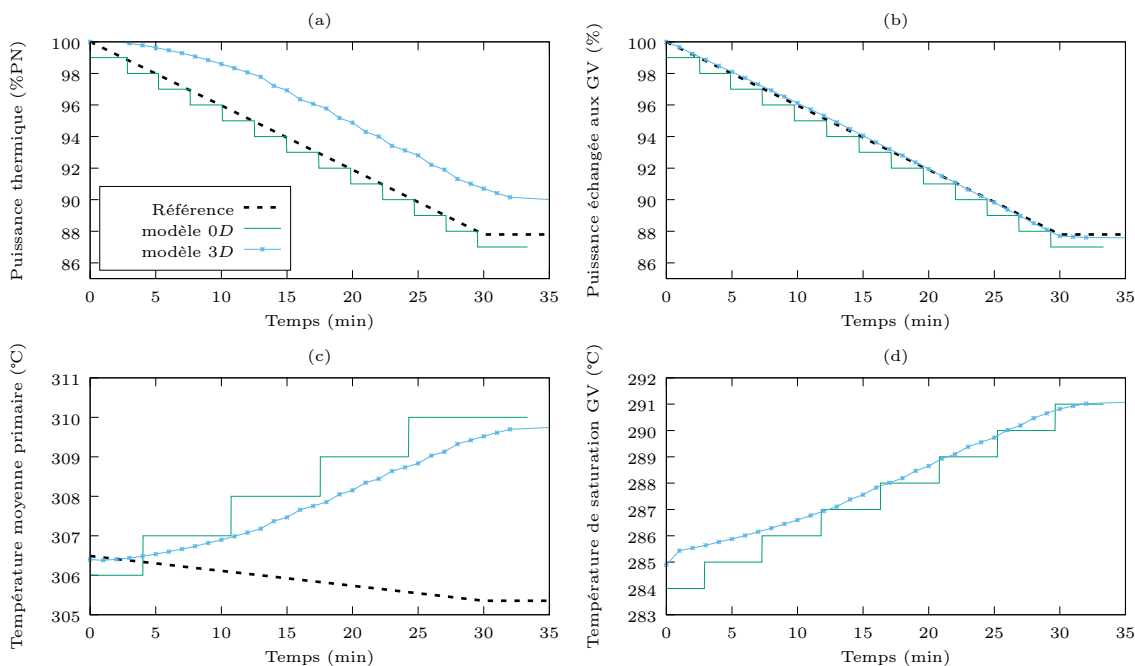 (a)
Puissance thermique (%PN)
100
98
96
94
92
90
88
86
Référence
modèle 0D
modèle 3D
0 5 10 15 20 25 30 35
Temps (min)
(b)
Puissance échangée aux GV (%)
100
98
96
94
92
90
88
86
0 5 10 15 20 25 30 35
Temps (min)
(c)
Température moyenne primaire (°C)
311
310
309
308
307
306
305
0 5 10 15 20 25 30 35
Temps (min)
(d)
Température de saturation GV (°C)
292
291
290
289
288
287
286
285
284
283
0 5 10 15 20 25 30 35
Temps (min)